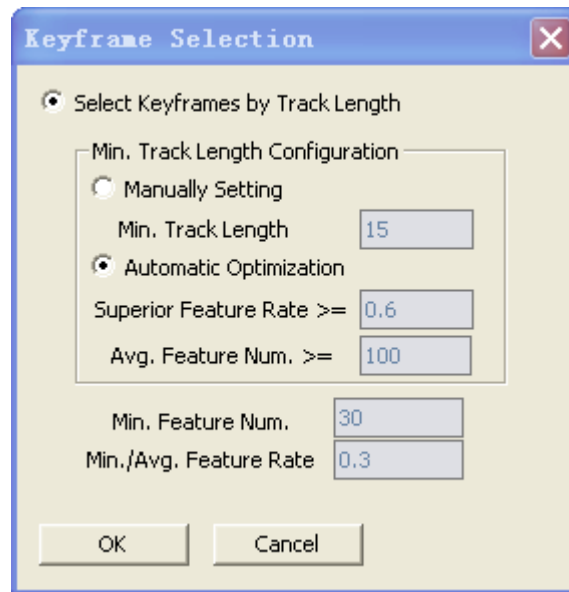 Keyframe Selection
Select Keyframes by Track Length
Min. Track Length Configuration
Manually Setting
Min. Track Length 15
Automatic Optimization
Superior Feature Rate >= 0.6
Avg. Feature Num. >= 100
Min. Feature Num. 30
Min./Avg. Feature Rate 0.3
OK Cancel